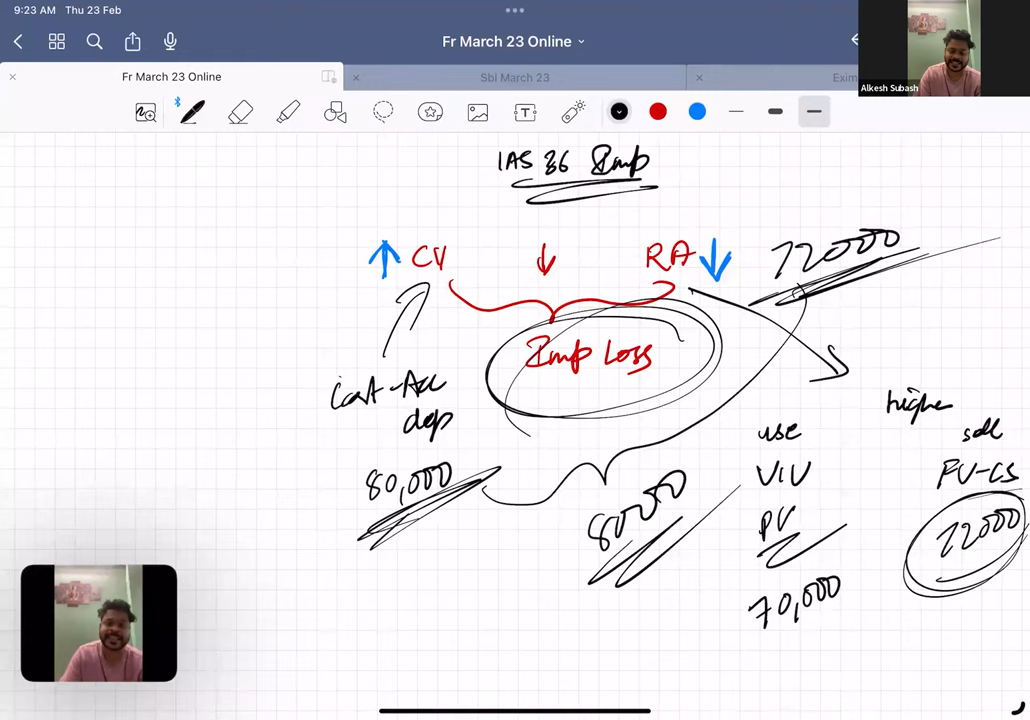 9:23 AM Thu 23 Feb
Fr March 23 Online
Alkesh Subash
Fr March 23 Online
Sbl March 23
Exim
T
IAS 36 Imp
CV
RA
72000
Imp Loss
Cost - Acc
dep
80,000
8000
higher
use
sell
VIU
FV-CS
PV
72000
70,000